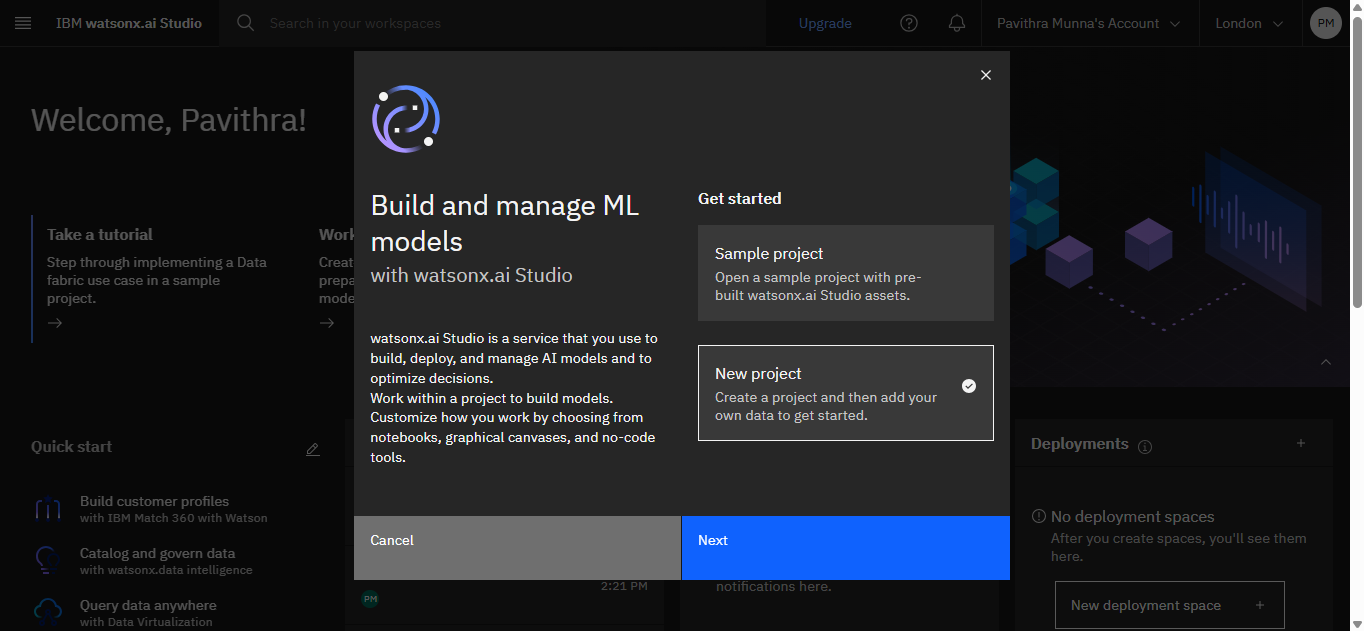 IBM watsonx.ai Studio
Search in your workspaces
Upgrade
Pavithra Munna's Account
London
PM
Welcome, Pavithra!
Take a tutorial
Step through implementing a Data
fabric use case in a sample
project.
Work
Creat
prepa
mode
Build and manage ML
models
with watsonx.ai Studio
watsonx.ai Studio is a service that you use to
build, deploy, and manage AI models and to
optimize decisions.
Work within a project to build models.
Customize how you work by choosing from
notebooks, graphical canvases, and no-code
tools.
Get started
Sample project
Open a sample project with pre-
built watsonx.ai Studio assets.
New project
Create a project and then add your
own data to get started.
Cancel
Next
Quick start
Build customer profiles
with IBM Match 360 with Watson
Catalog and govern data
with watsonx.data intelligence
Query data anywhere
with Data Virtualization
2:21 PM
PM
notifications here.
Deployments
No deployment spaces
After you create spaces, you'll see them
here.
New deployment space